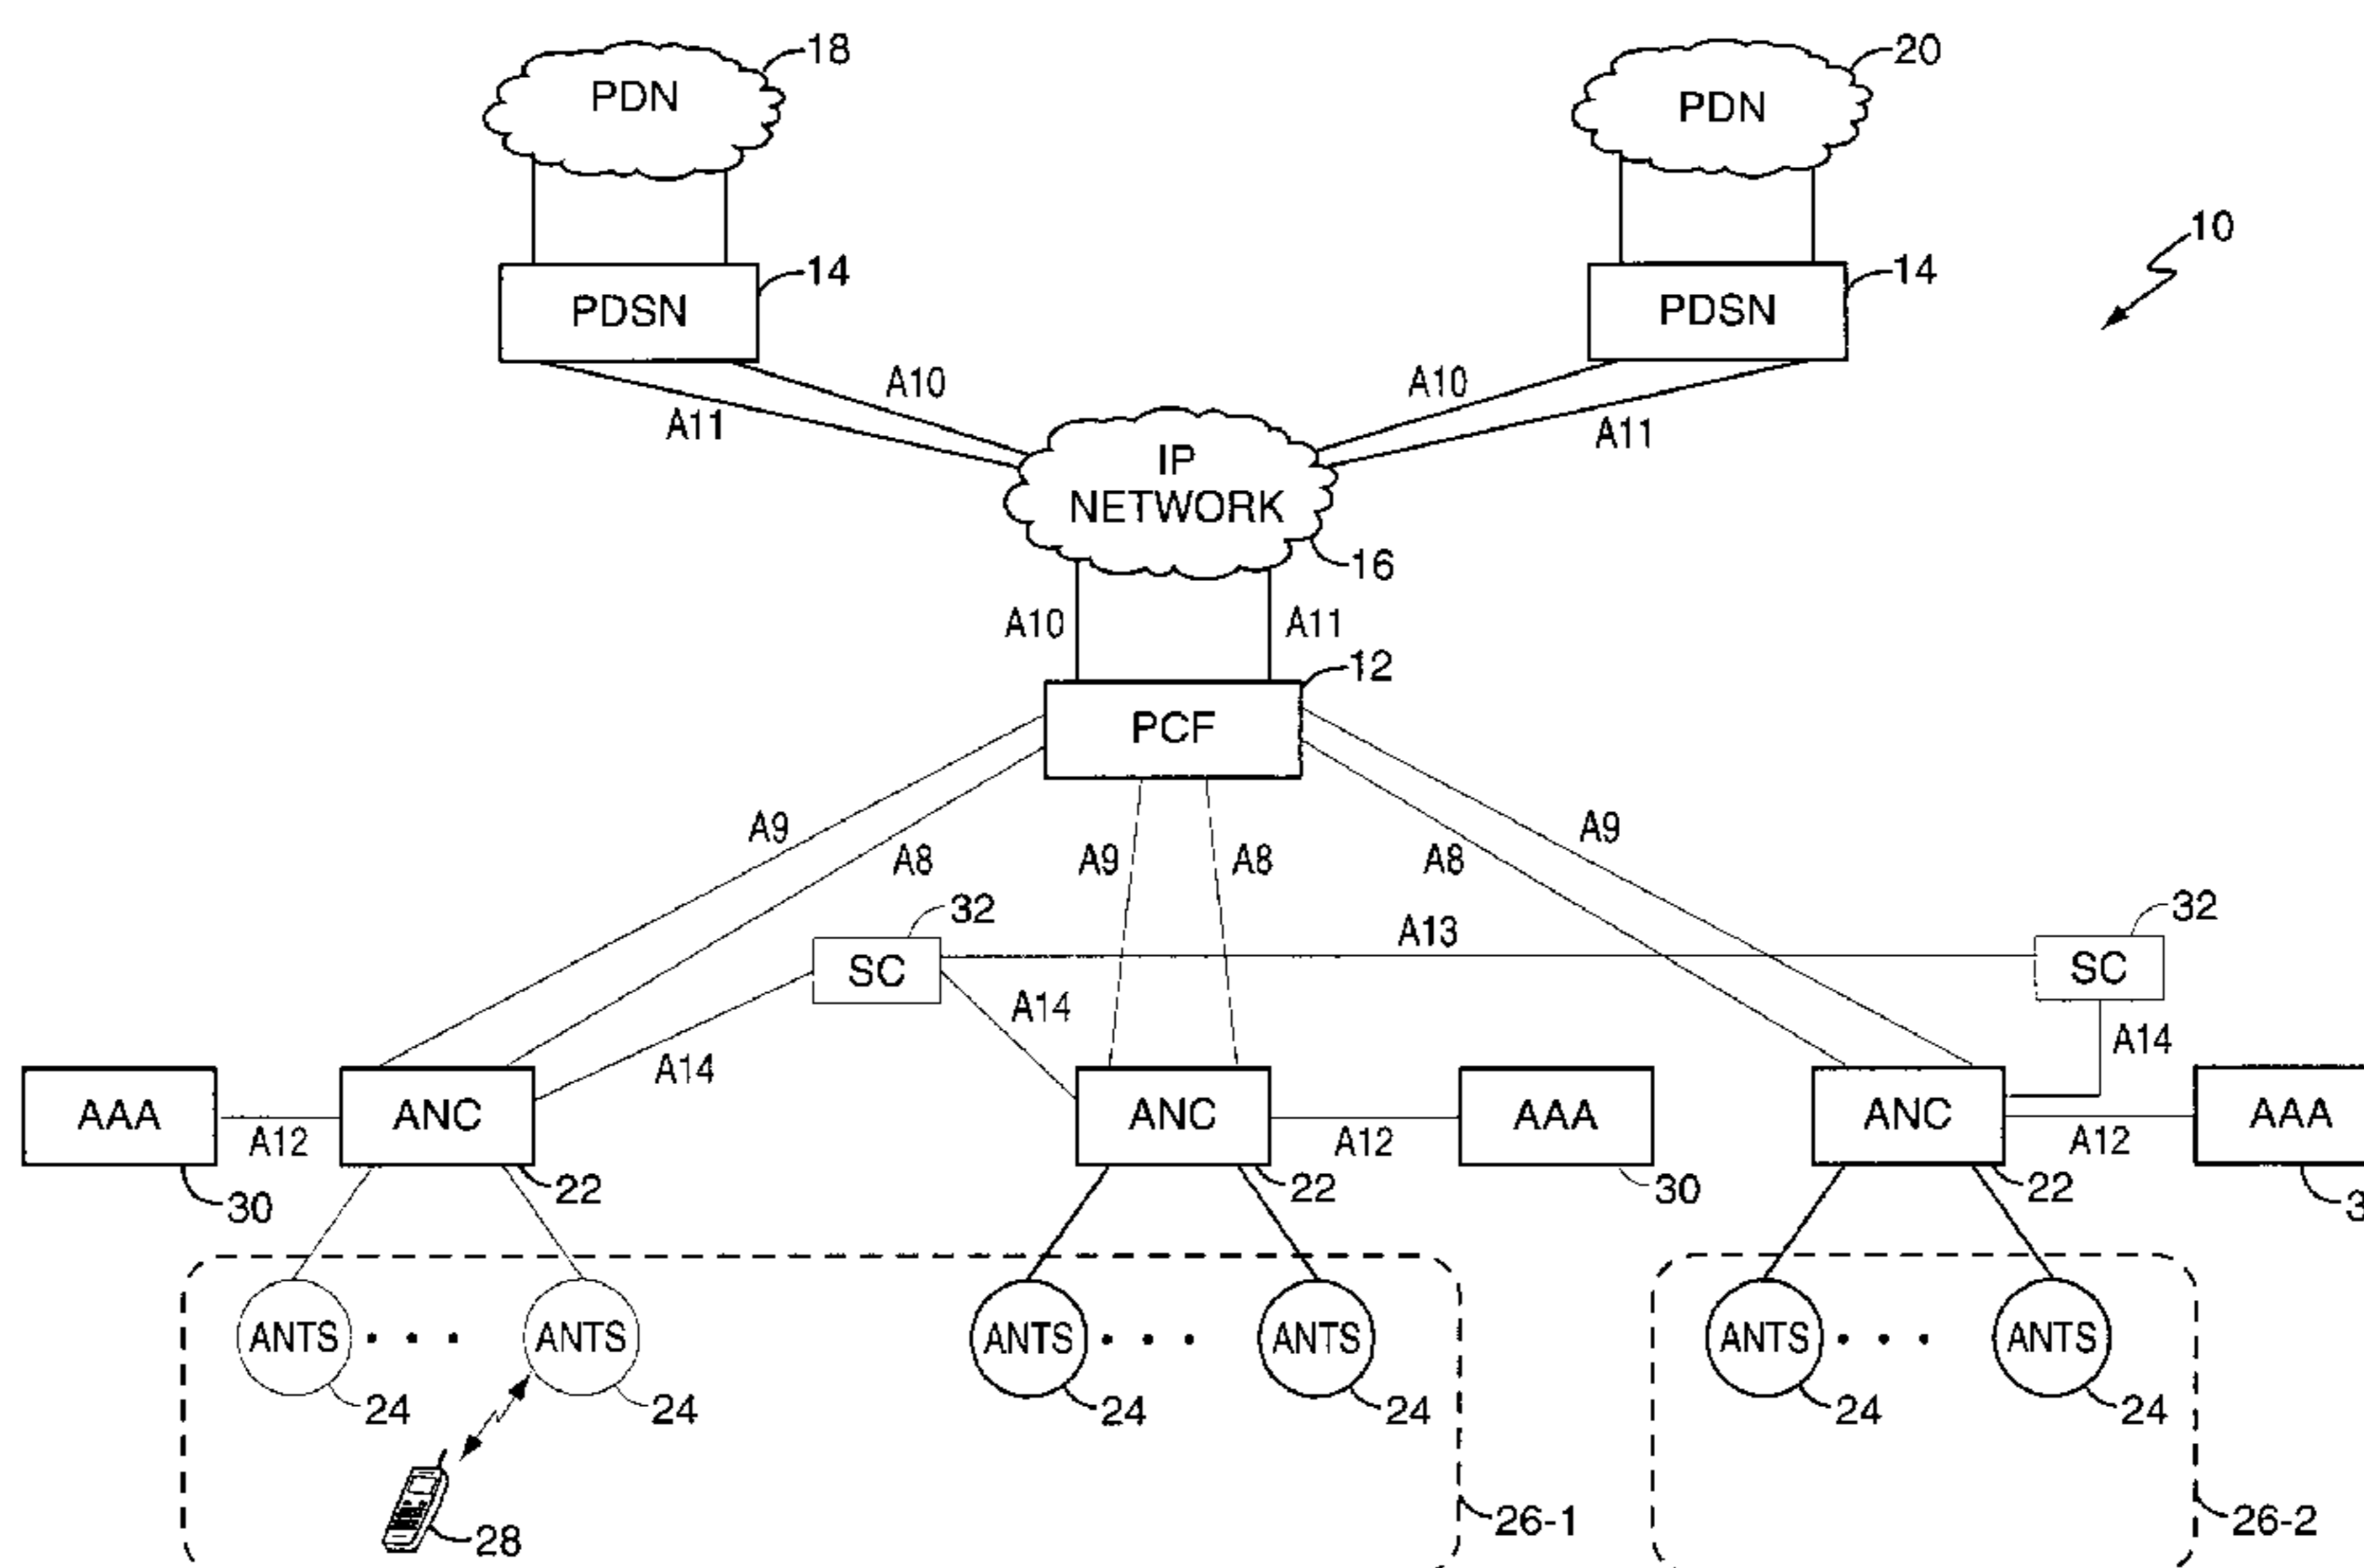 18
PDN
20
PDN
10
14
PDSN
14
PDSN
A10
A11
A10
A11
IP
NETWORK
16
A10
A11
12
PCF
A9
A8
A9
A8
A8
A9
32
SC
A13
32
SC
A14
A14
A14
AAA
A12
ANC
22
30
ANC
A12
AAA
22
30
ANC
A12
AAA
22
3
ANTS
ANTS
ANTS
ANTS
ANTS
ANTS
24
24
24
24
24
24
28
26-1
26-2